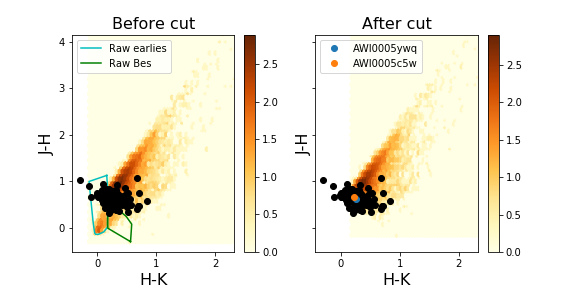 Before cut
After cut
Raw earlies
Raw Bes
AWI0005ywq
AWI0005c5w
4
3
2
1
0
J-H
0
1
2
H-K
2.5
2.0
1.5
1.0
0.5
0.0
J-H
0
1
2
H-K
2.5
2.0
1.5
1.0
0.5
0.0